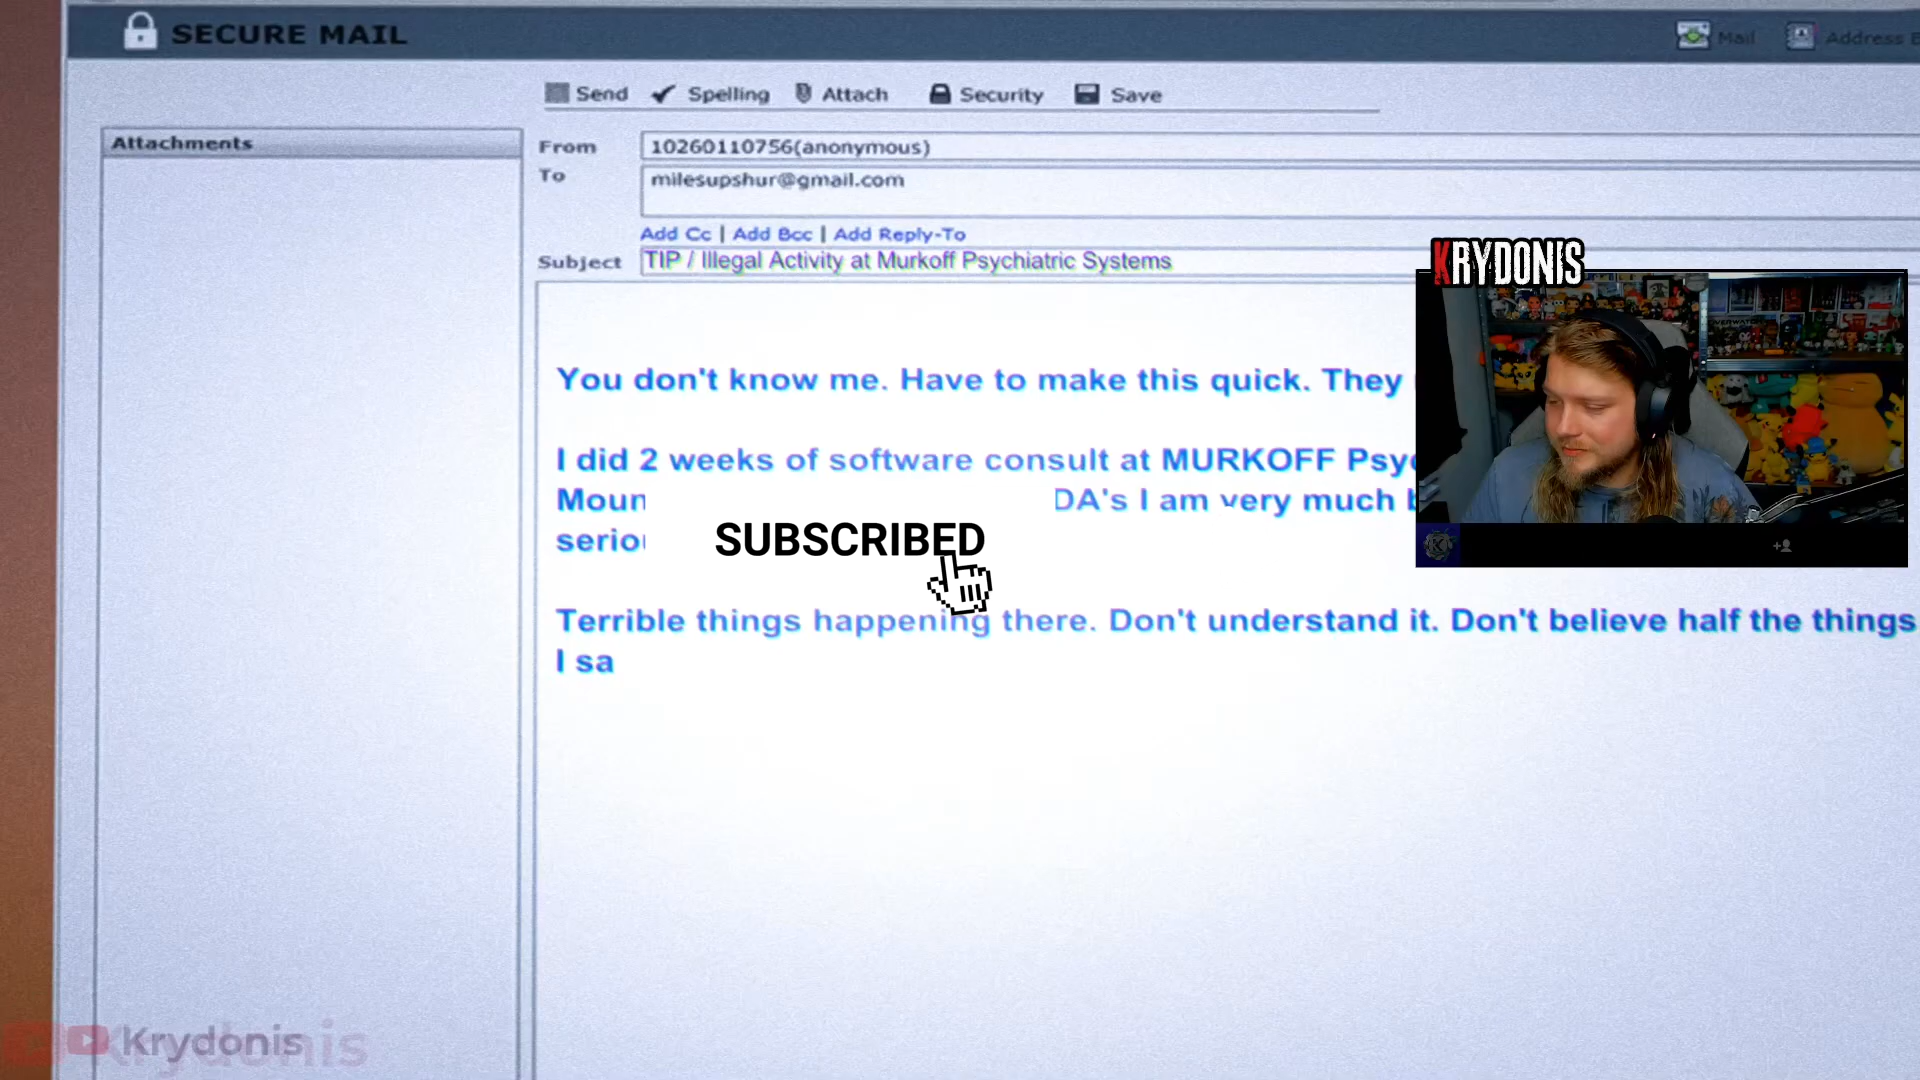 SECURE MAIL
Mail
Address
Send Spelling Attach Security Save
Attachments
From 10260110756(anonymous)
To milesupshur@gmail.com
Add Cc | Add Bcc | Add Reply-To
Subject TIP / Illegal Activity at Murkoff Psychiatric Systems
KRYDONIS
You don't know me. Have to make this quick. They
I did 2 weeks of software consult at MURKOFF Psy
Moun DA's I am very much
serio
SUBSCRIBED
Terrible things happening there. Don't understand it. Don't believe half the things
I sa
Krydonis